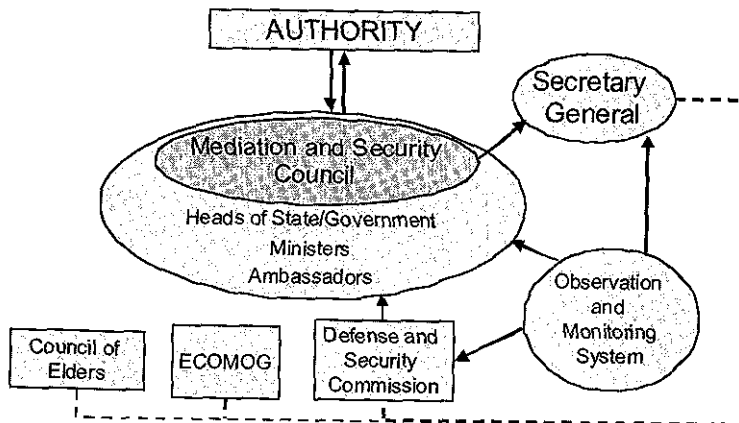 AUTHORITY
Secretary
General
Mediation and Security
Council
Heads of State/Government
Ministers
Ambassadors
Observation
and
Monitoring
System
Council of
Elders
ECOMOG
Defense and
Security
Commission